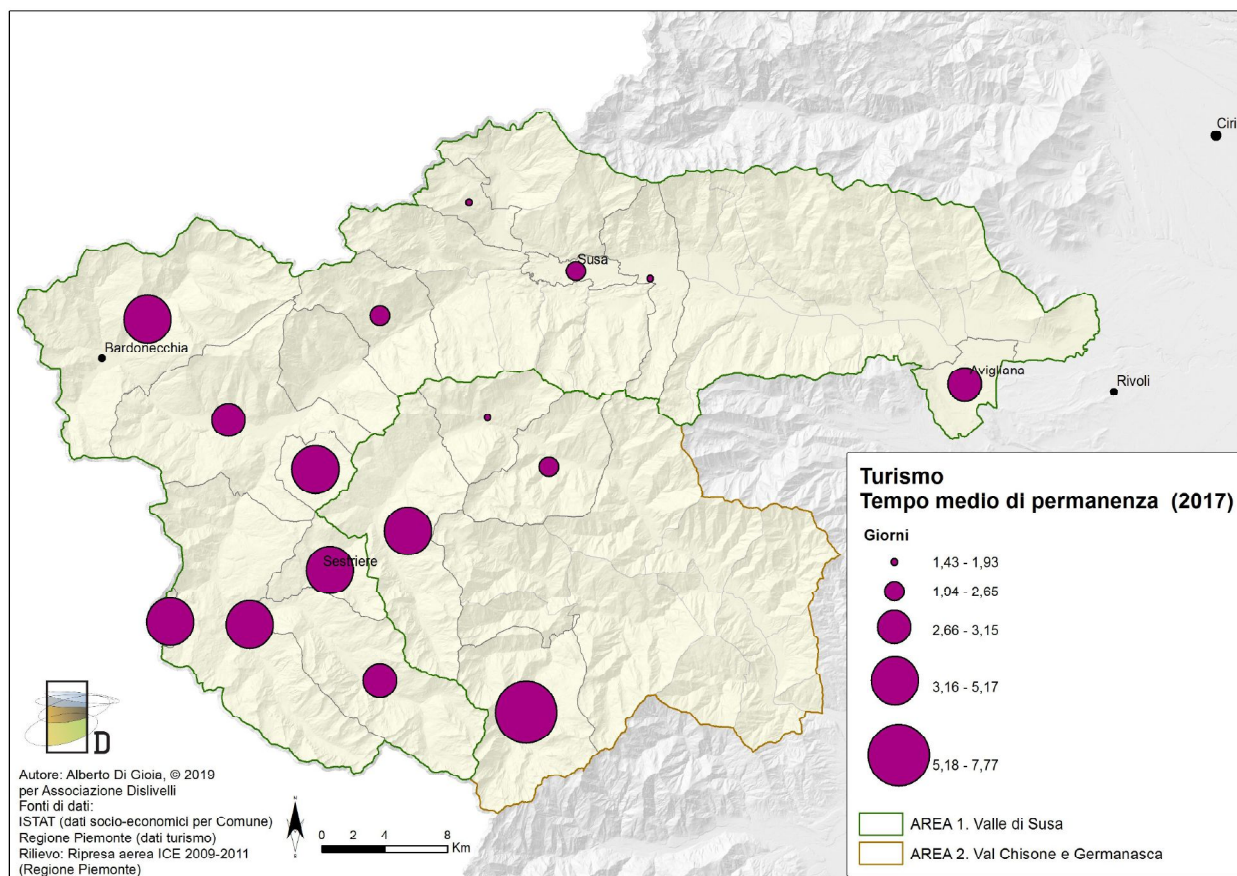 Ciri
Susa
Bardonecchia
Avigliana
Rivoli
Sestriere
Turismo
Tempo medio di permanenza (2017)
Giorni
1,43 - 1,93
1,04 - 2,65
2,66 - 3,15
3,16 - 5,17
5,18 - 7,77
AREA 1. Valle di Susa
AREA 2. Val Chisone e Germanasca
D
Autore: Alberto Di Gioia, © 2019
per Associazione Dislivelli
Fonti di dati:
ISTAT (dati socio-economici per Comune)
Regione Piemonte (dati turismo)
Rilievo: Ripresa aerea ICE 2009-2011
(Regione Piemonte)
N
S
0 2 4 8
Km